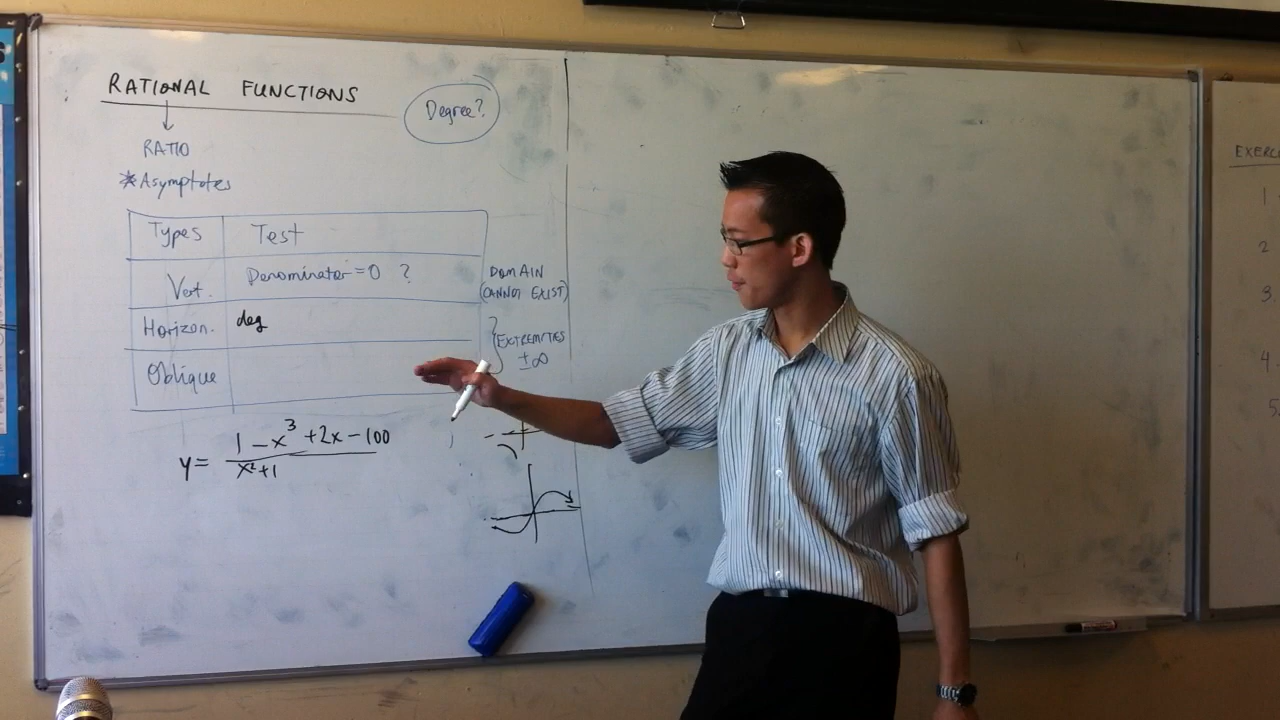 RATIONAL FUNCTIONS
Degree?
RATIO
*Asymptotes
Types Test
Vert. Denominator = 0 ?
DOMAIN
(CANNOT EXIST)
Horizon. deg
EXTREMITIES
±∞
Oblique
y = 1 - x³ + 2x - 100
x² + 1
EXERC
1.
2.
3.
4
5